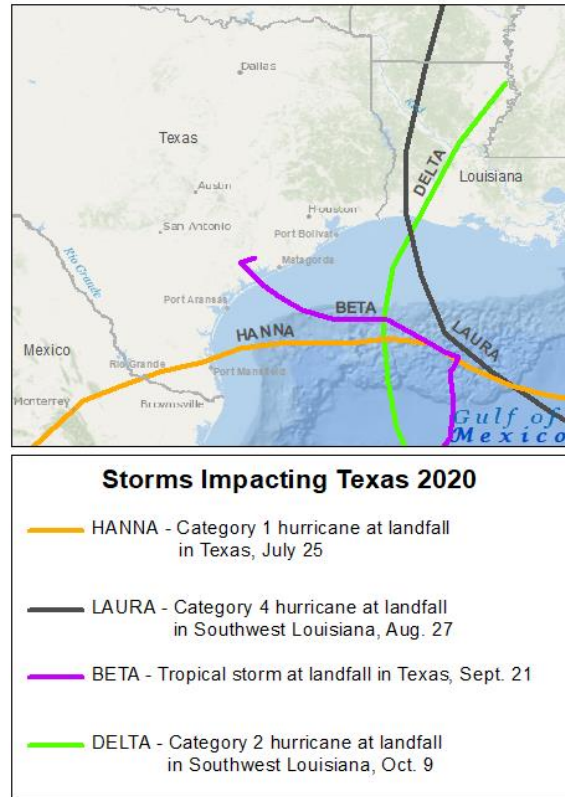 Dallas
Texas
Red
DELTA
Louisiana
Austin
Houston
San Antonio
Port Bolivar
Matagorda
Rio Grande
Port Aransas
BETA
HANNA
LAURA
Mexico
Rio Grande
Port Mansfield
Monterrey
Brownsville
Gulf of
Mexico
Storms Impacting Texas 2020
HANNA - Category 1 hurricane at landfall
in Texas, July 25
LAURA - Category 4 hurricane at landfall
in Southwest Louisiana, Aug. 27
BETA - Tropical storm at landfall in Texas, Sept. 21
DELTA - Category 2 hurricane at landfall
in Southwest Louisiana, Oct. 9